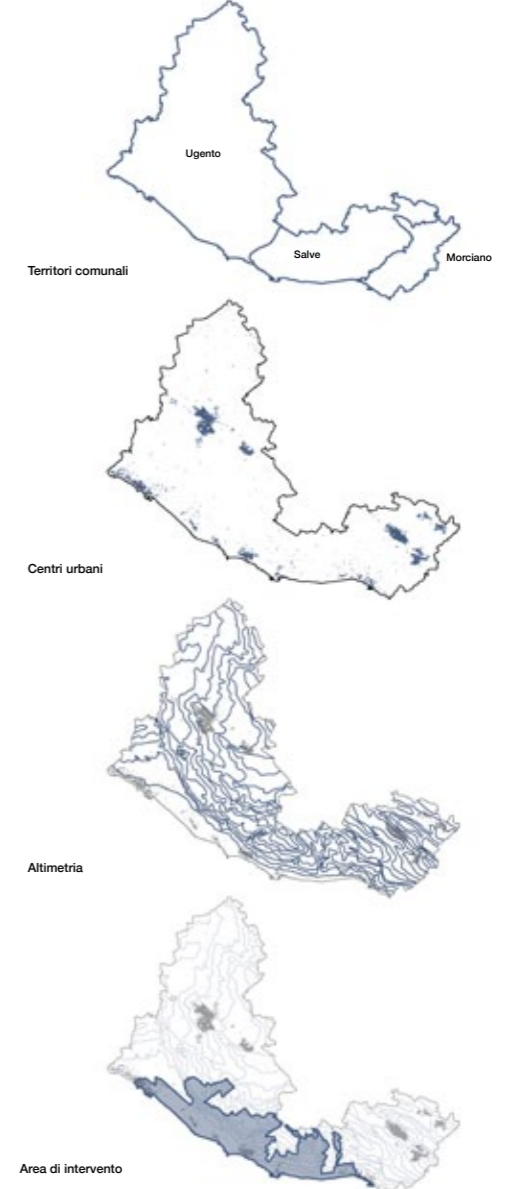 Ugento
Salve
Morciano
Territori comunali
Centri urbani
Altimetria
Area di intervento